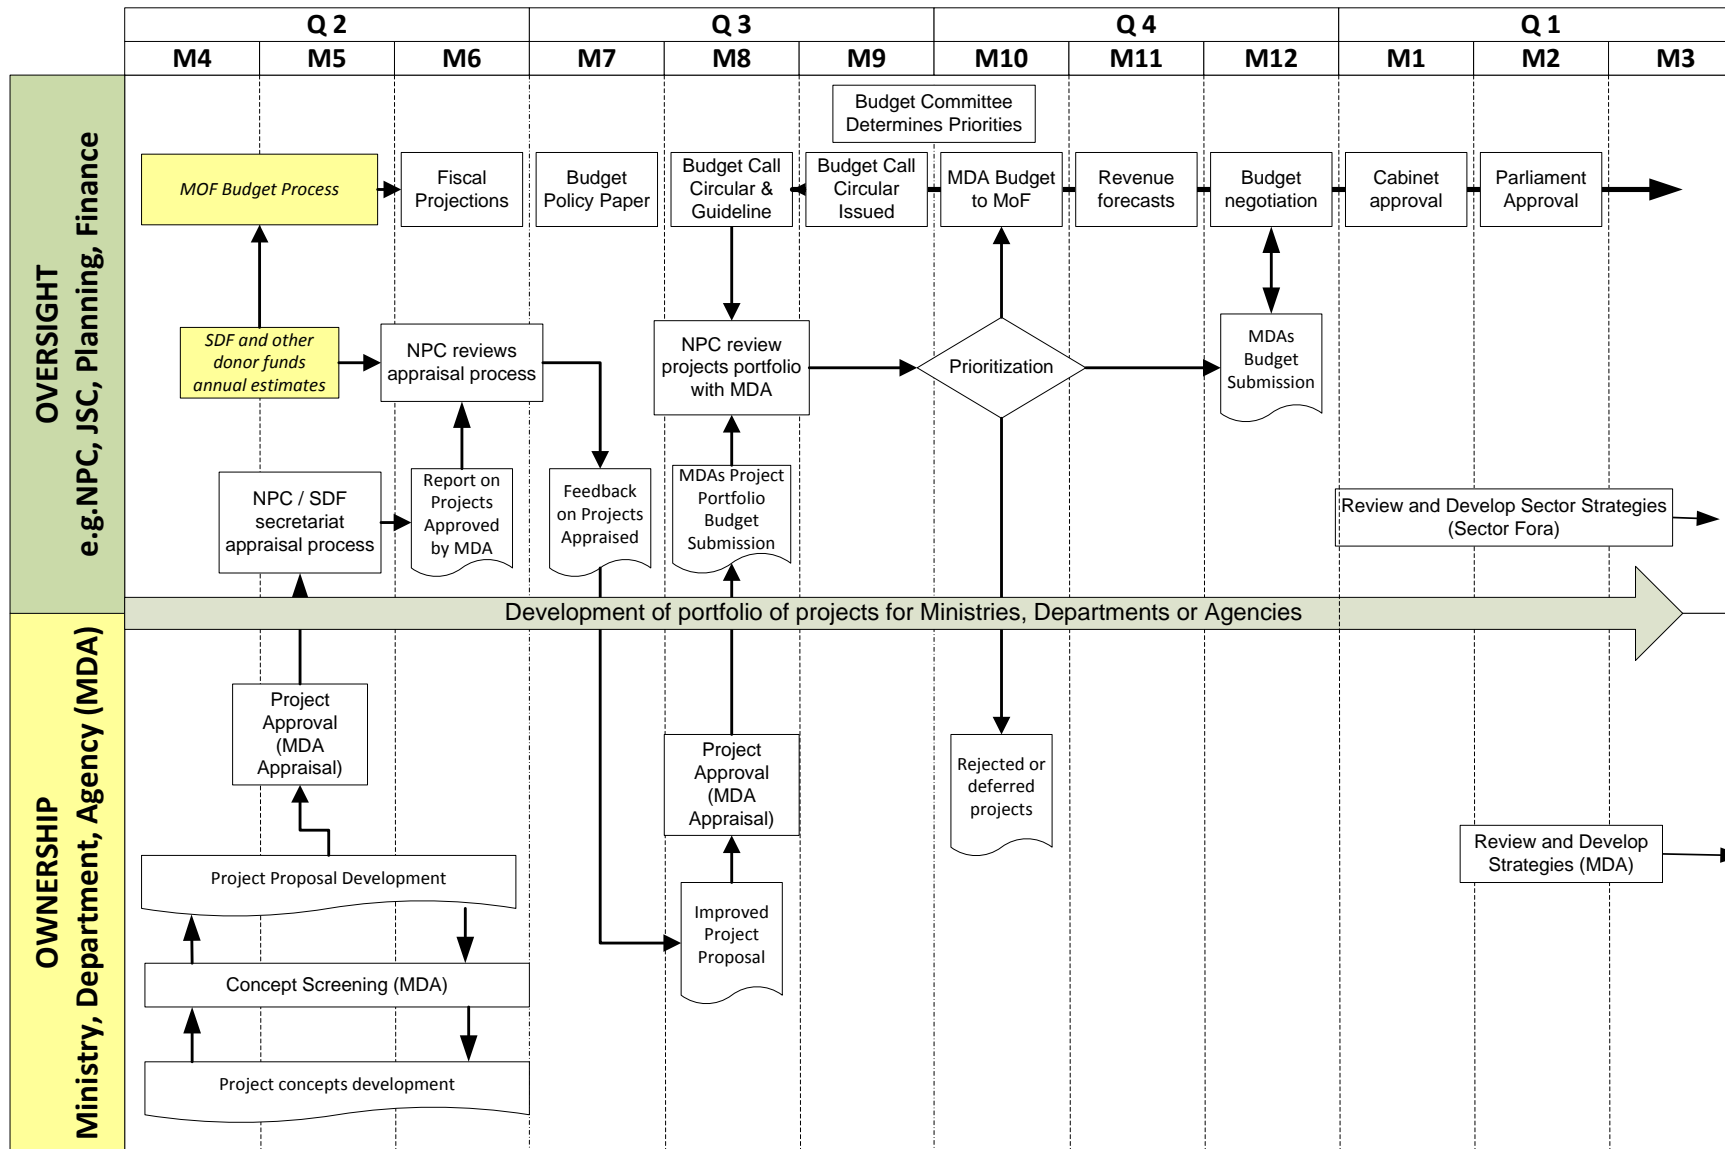 Q 2
Q 3
Q 4
Q 1
M4
M5
M6
M7
M8
M9
M10
M11
M12
M1
M2
M3
OVERSIGHT
e.g.NPC, JSC, Planning, Finance
Budget Committee
Determines Priorities
MOF Budget Process
Fiscal
Projections
Budget
Policy Paper
Budget Call
Circular &
Guideline
Budget Call
Circular
Issued
MDA Budget
to MoF
Revenue
forecasts
Budget
negotiation
Cabinet
approval
Parliament
Approval
SDF and other
donor funds
annual estimates
NPC reviews
appraisal process
NPC review
projects portfolio
with MDA
Prioritization
MDAs
Budget
Submission
NPC / SDF
secretariat
appraisal process
Report on
Projects
Approved
by MDA
Feedback
on Projects
Appraised
MDAs Project
Portfolio
Budget
Submission
Review and Develop Sector Strategies
(Sector Fora)
Development of portfolio of projects for Ministries, Departments or Agencies
OWNERSHIP
Ministry, Department, Agency (MDA)
Project
Approval
(MDA
Appraisal)
Project
Approval
(MDA
Appraisal)
Rejected or
deferred
projects
Review and Develop
Strategies (MDA)
Project Proposal Development
Improved
Project
Proposal
Concept Screening (MDA)
Project concepts development